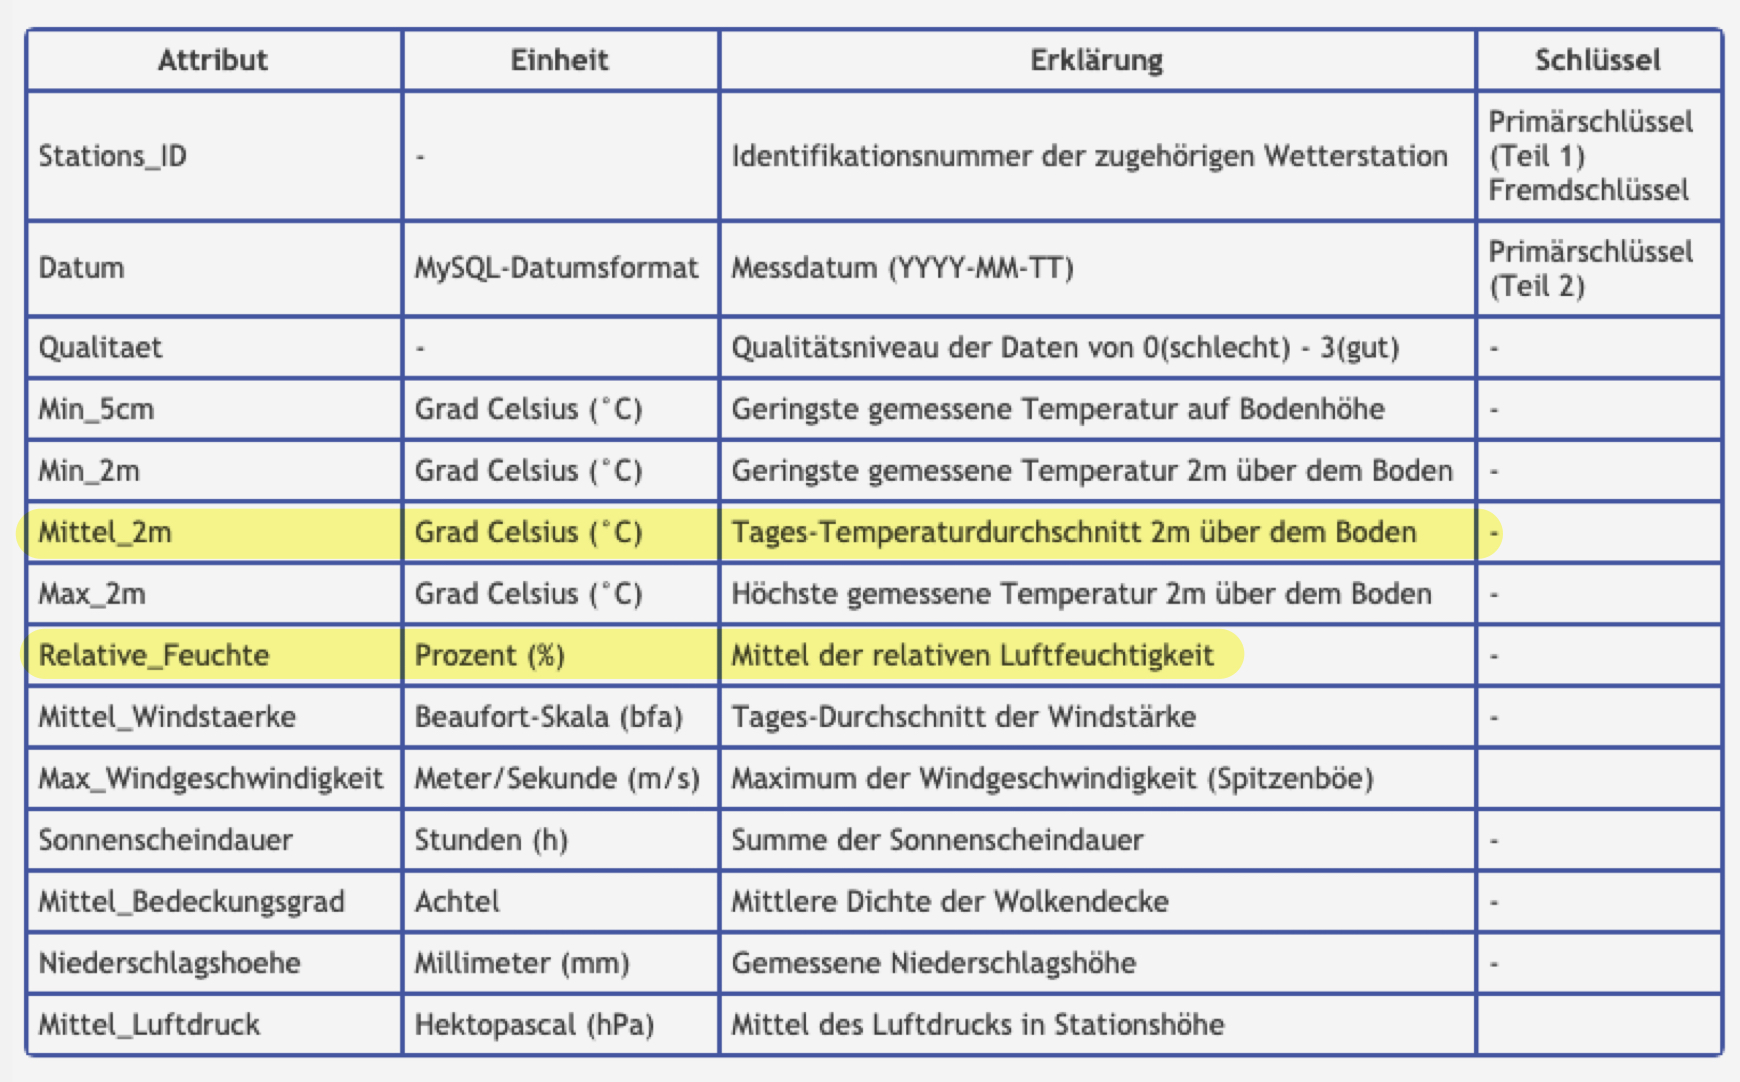 Attribut Einheit Erklärung Schlüssel
Stations_ID - Identifikationsnummer der zugehörigen Wetterstation Primärschlüssel
(Teil 1)
Fremdschlüssel
Datum MySQL-Datumsformat Messdatum (YYYY-MM-TT) Primärschlüssel
(Teil 2)
Qualitaet - Qualitätsniveau der Daten von 0(schlecht) - 3(gut) -
Min_5cm Grad Celsius (°C) Geringste gemessene Temperatur auf Bodenhöhe -
Min_2m Grad Celsius (°C) Geringste gemessene Temperatur 2m über dem Boden -
Mittel_2m Grad Celsius (°C) Tages-Temperaturdurchschnitt 2m über dem Boden -
Max_2m Grad Celsius (°C) Höchste gemessene Temperatur 2m über dem Boden -
Relative_Feuchte Prozent (%) Mittel der relativen Luftfeuchtigkeit -
Mittel_Windstaerke Beaufort-Skala (bfa) Tages-Durchschnitt der Windstärke -
Max_Windgeschwindigkeit Meter/Sekunde (m/s) Maximum der Windgeschwindigkeit (Spitzenböe)
Sonnenscheindauer Stunden (h) Summe der Sonnenscheindauer -
Mittel_Bedeckungsgrad Achtel Mittlere Dichte der Wolkendecke -
Niederschlagshoehe Millimeter (mm) Gemessene Niederschlagshöhe -
Mittel_Luftdruck Hektopascal (hPa) Mittel des Luftdrucks in Stationshöhe